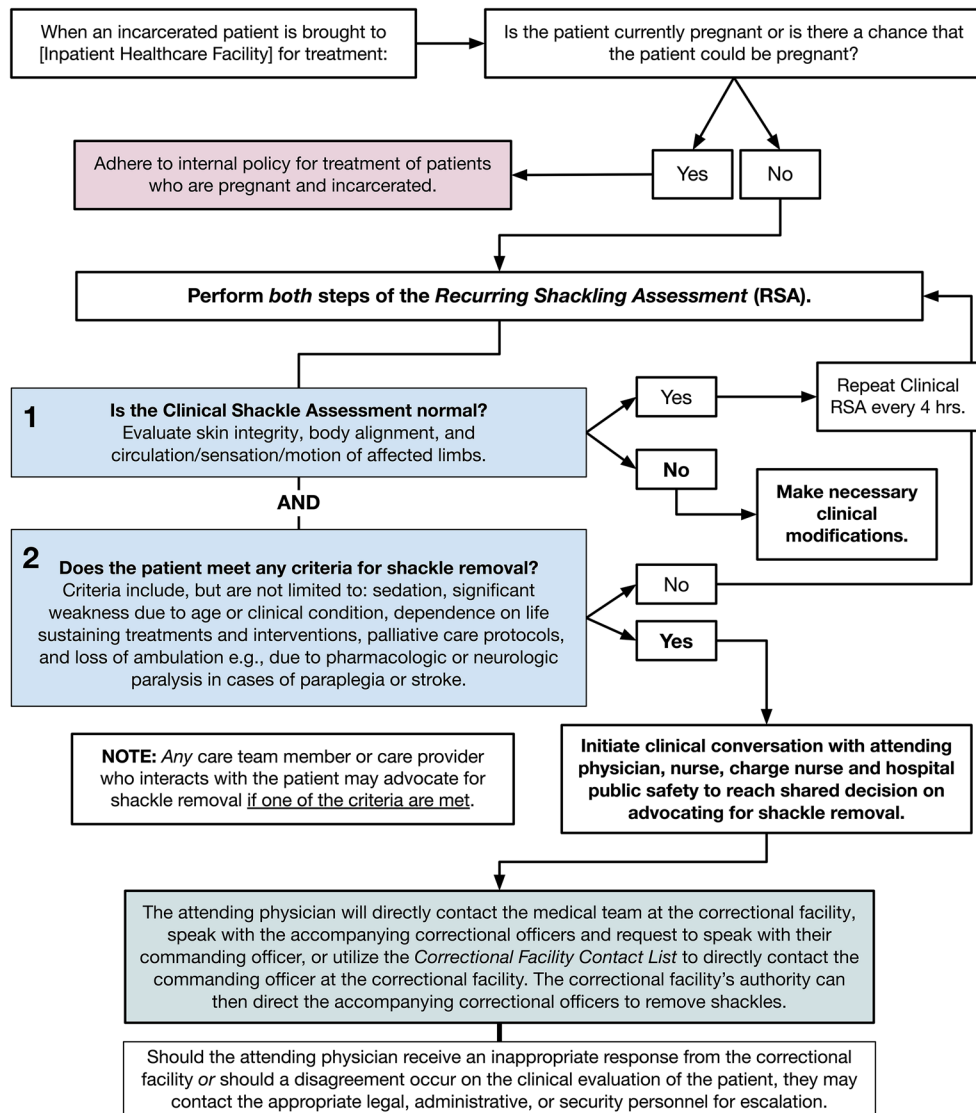 When an incarcerated patient is brought to
[Inpatient Healthcare Facility] for treatment:
Is the patient currently pregnant or is there a chance that
the patient could be pregnant?
Yes
No
Adhere to internal policy for treatment of patients
who are pregnant and incarcerated.
Perform both steps of the Recurring Shackling Assessment (RSA).
1
Is the Clinical Shackle Assessment normal?
Evaluate skin integrity, body alignment, and
circulation/sensation/motion of affected limbs.
Yes
Repeat Clinical
RSA every 4 hrs.
No
Make necessary
clinical
modifications.
AND
2
Does the patient meet any criteria for shackle removal?
Criteria include, but are not limited to: sedation, significant
weakness due to age or clinical condition, dependence on life
sustaining treatments and interventions, palliative care protocols,
and loss of ambulation e.g., due to pharmacologic or neurologic
paralysis in cases of paraplegia or stroke.
No
Yes
NOTE: Any care team member or care provider
who interacts with the patient may advocate for
shackle removal if one of the criteria are met.
Initiate clinical conversation with attending
physician, nurse, charge nurse and hospital
public safety to reach shared decision on
advocating for shackle removal.
The attending physician will directly contact the medical team at the correctional facility,
speak with the accompanying correctional officers and request to speak with their
commanding officer, or utilize the Correctional Facility Contact List to directly contact the
commanding officer at the correctional facility. The correctional facility's authority can
then direct the accompanying correctional officers to remove shackles.
Should the attending physician receive an inappropriate response from the correctional
facility or should a disagreement occur on the clinical evaluation of the patient, they may
contact the appropriate legal, administrative, or security personnel for escalation.